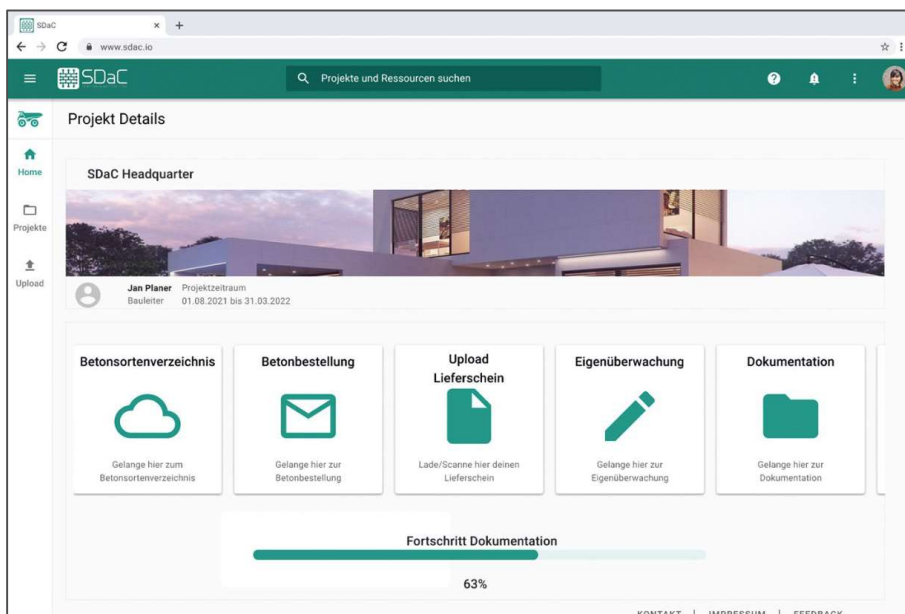 SDaC
www.sdac.io
SDaC
Projekte und Ressourcen suchen
Projekt Details
Home
Projekte
Upload
SDaC Headquarter
Jan Planer Projektzeitraum
Bauleiter 01.08.2021 bis 31.03.2022
Betonsortenverzeichnis
Gelange hier zum
Betonsortenverzeichnis
Betonbestellung
Gelange hier zur
Betonbestellung
Upload
Lieferschein
Lade/Scanne hier deinen
Lieferschein
Eigenüberwachung
Gelange hier zur
Eigenüberwachung
Dokumentation
Gelange hier zur
Dokumentation
Fortschritt Dokumentation
63%
KONTAKT | IMPRESSUM | FEEDBACK